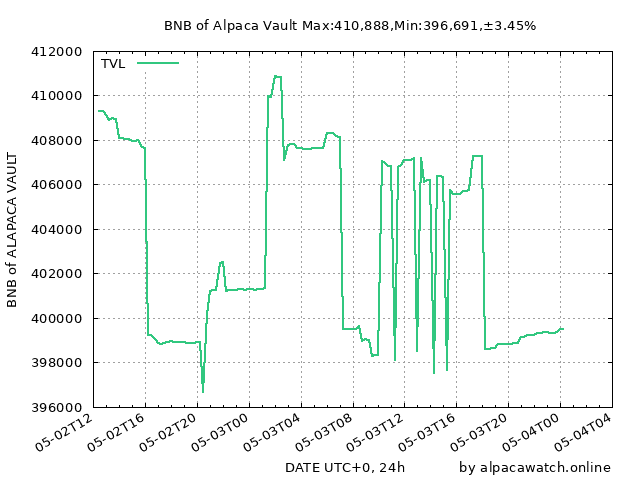 BNB of Alpaca Vault Max:410,888,Min:396,691,±3.45%
TVL
BNB of ALAPACA VAULT
412000
410000
408000
406000
404000
402000
400000
398000
396000
05-02T12
05-02T16
05-02T20
05-03T00
05-03T04
05-03T08
05-03T12
05-03T16
05-03T20
05-04T00
05-04T04
DATE UTC+0, 24h
by alpacawatch.online